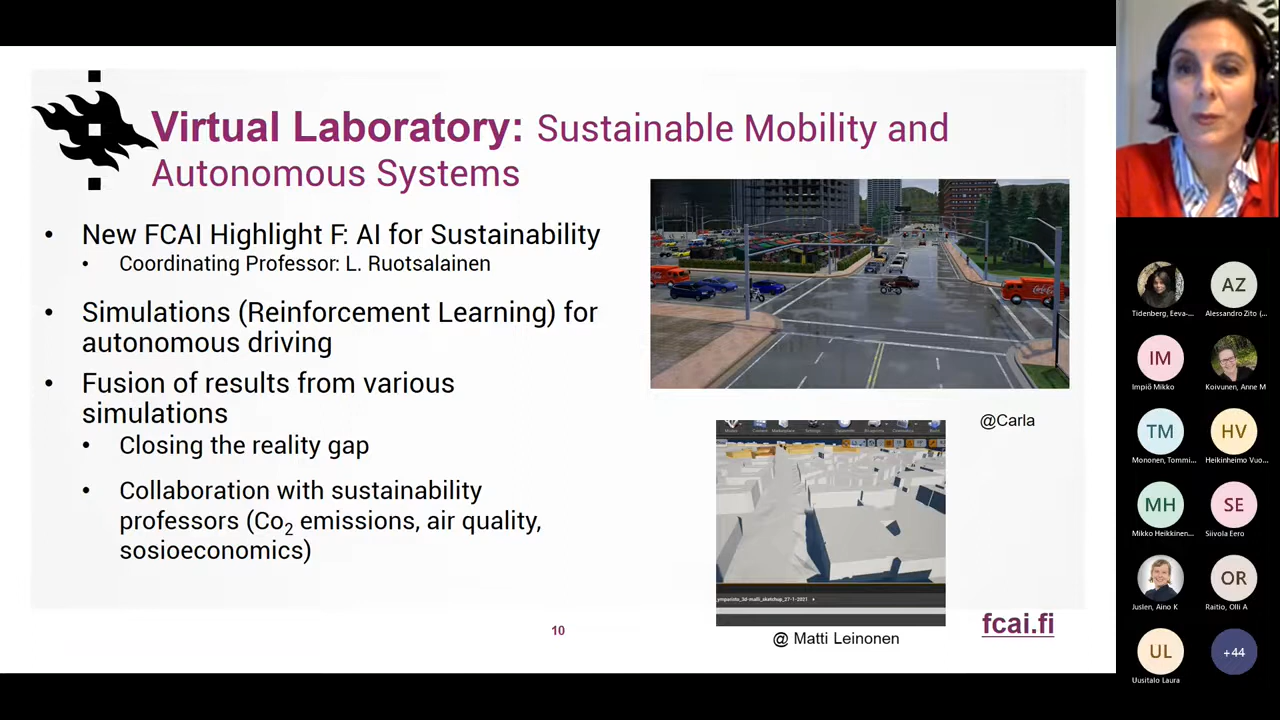 Virtual Laboratory: Sustainable Mobility and
Autonomous Systems
• New FCAI Highlight F: AI for Sustainability
• Coordinating Professor: L. Ruotsalainen
• Simulations (Reinforcement Learning) for
autonomous driving
• Fusion of results from various
simulations
• Closing the reality gap
• Collaboration with sustainability
professors (Co2 emissions, air quality,
sosioeconomics)
Coca-Cola
@Carla
@ Matti Leinonen
10
fcai.fi
Tidenberg, Eeva-...
AZ
Alessandro Zito (...
IM
Impiö Mikko
Koivunen, Anne M
TM
Mononen, Tommi...
HV
Heikinheimo Vuo...
MH
Mikko Heikkinen...
SE
Siivola Eero
Juslen, Aino K
OR
Raitio, Olli A
UL
Uusitalo Laura
+44